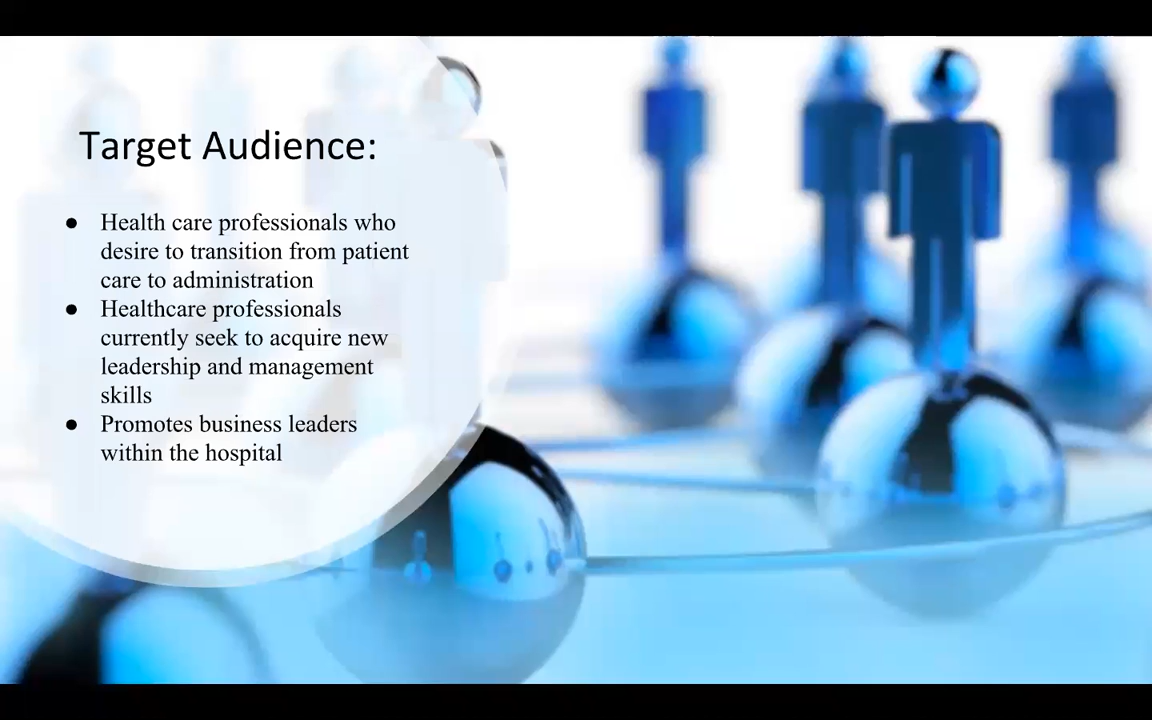 Target Audience:
● Health care professionals who
desire to transition from patient
care to administration
● Healthcare professionals
currently seek to acquire new
leadership and management
skills
● Promotes business leaders
within the hospital